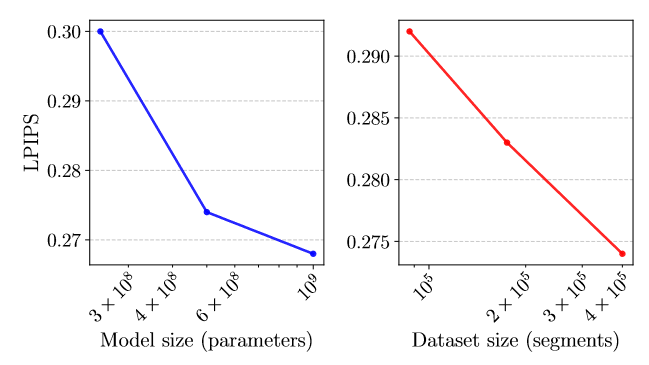 LPIPS
0.30
0.29
0.28
0.27
3 × 10⁸
4 × 10⁸
6 × 10⁸
10⁹
Model size (parameters)
0.290
0.285
0.280
0.275
10⁵
2 × 10⁵
3 × 10⁵
4 × 10⁵
Dataset size (segments)